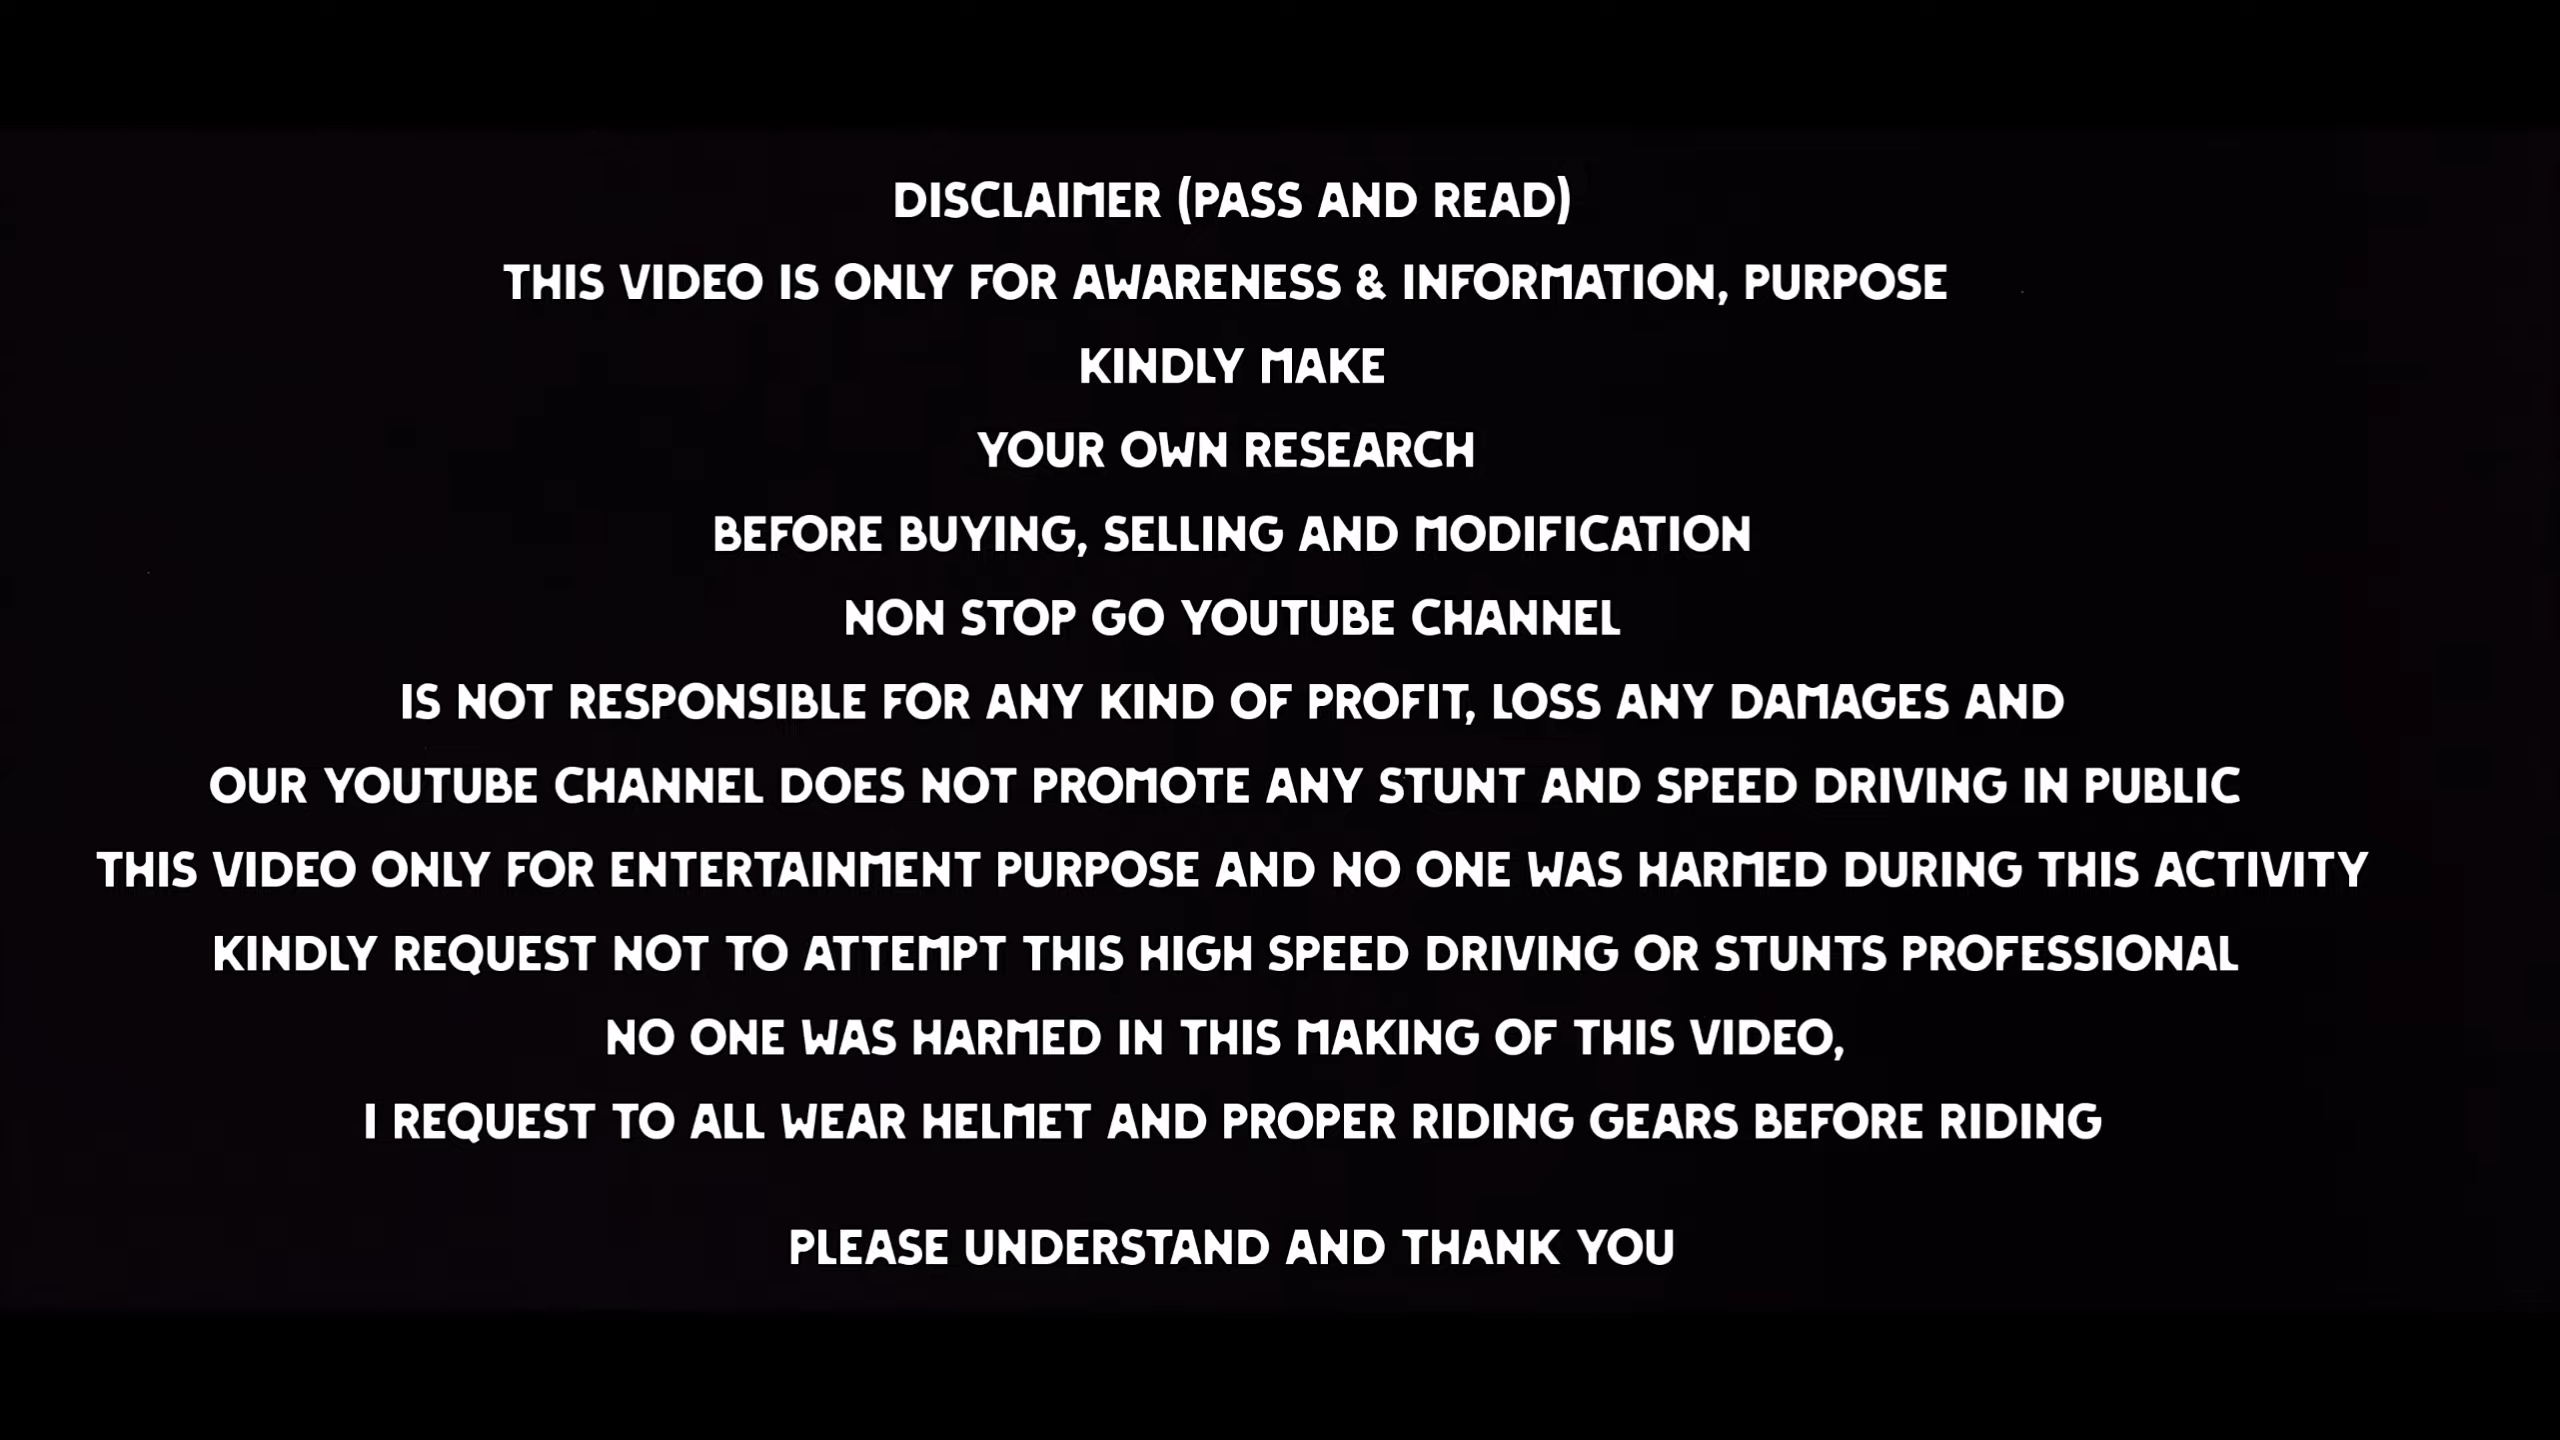 DISCLAIMER (PASS AND READ)
THIS VIDEO IS ONLY FOR AWARENESS & INFORMATION, PURPOSE
KINDLY MAKE
YOUR OWN RESEARCH
BEFORE BUYING, SELLING AND MODIFICATION
NON STOP GO YOUTUBE CHANNEL
IS NOT RESPONSIBLE FOR ANY KIND OF PROFIT, LOSS ANY DAMAGES AND
OUR YOUTUBE CHANNEL DOES NOT PROMOTE ANY STUNT AND SPEED DRIVING IN PUBLIC
THIS VIDEO ONLY FOR ENTERTAINMENT PURPOSE AND NO ONE WAS HARMED DURING THIS ACTIVITY
KINDLY REQUEST NOT TO ATTEMPT THIS HIGH SPEED DRIVING OR STUNTS PROFESSIONAL
NO ONE WAS HARMED IN THIS MAKING OF THIS VIDEO,
I REQUEST TO ALL WEAR HELMET AND PROPER RIDING GEARS BEFORE RIDING
PLEASE UNDERSTAND AND THANK YOU